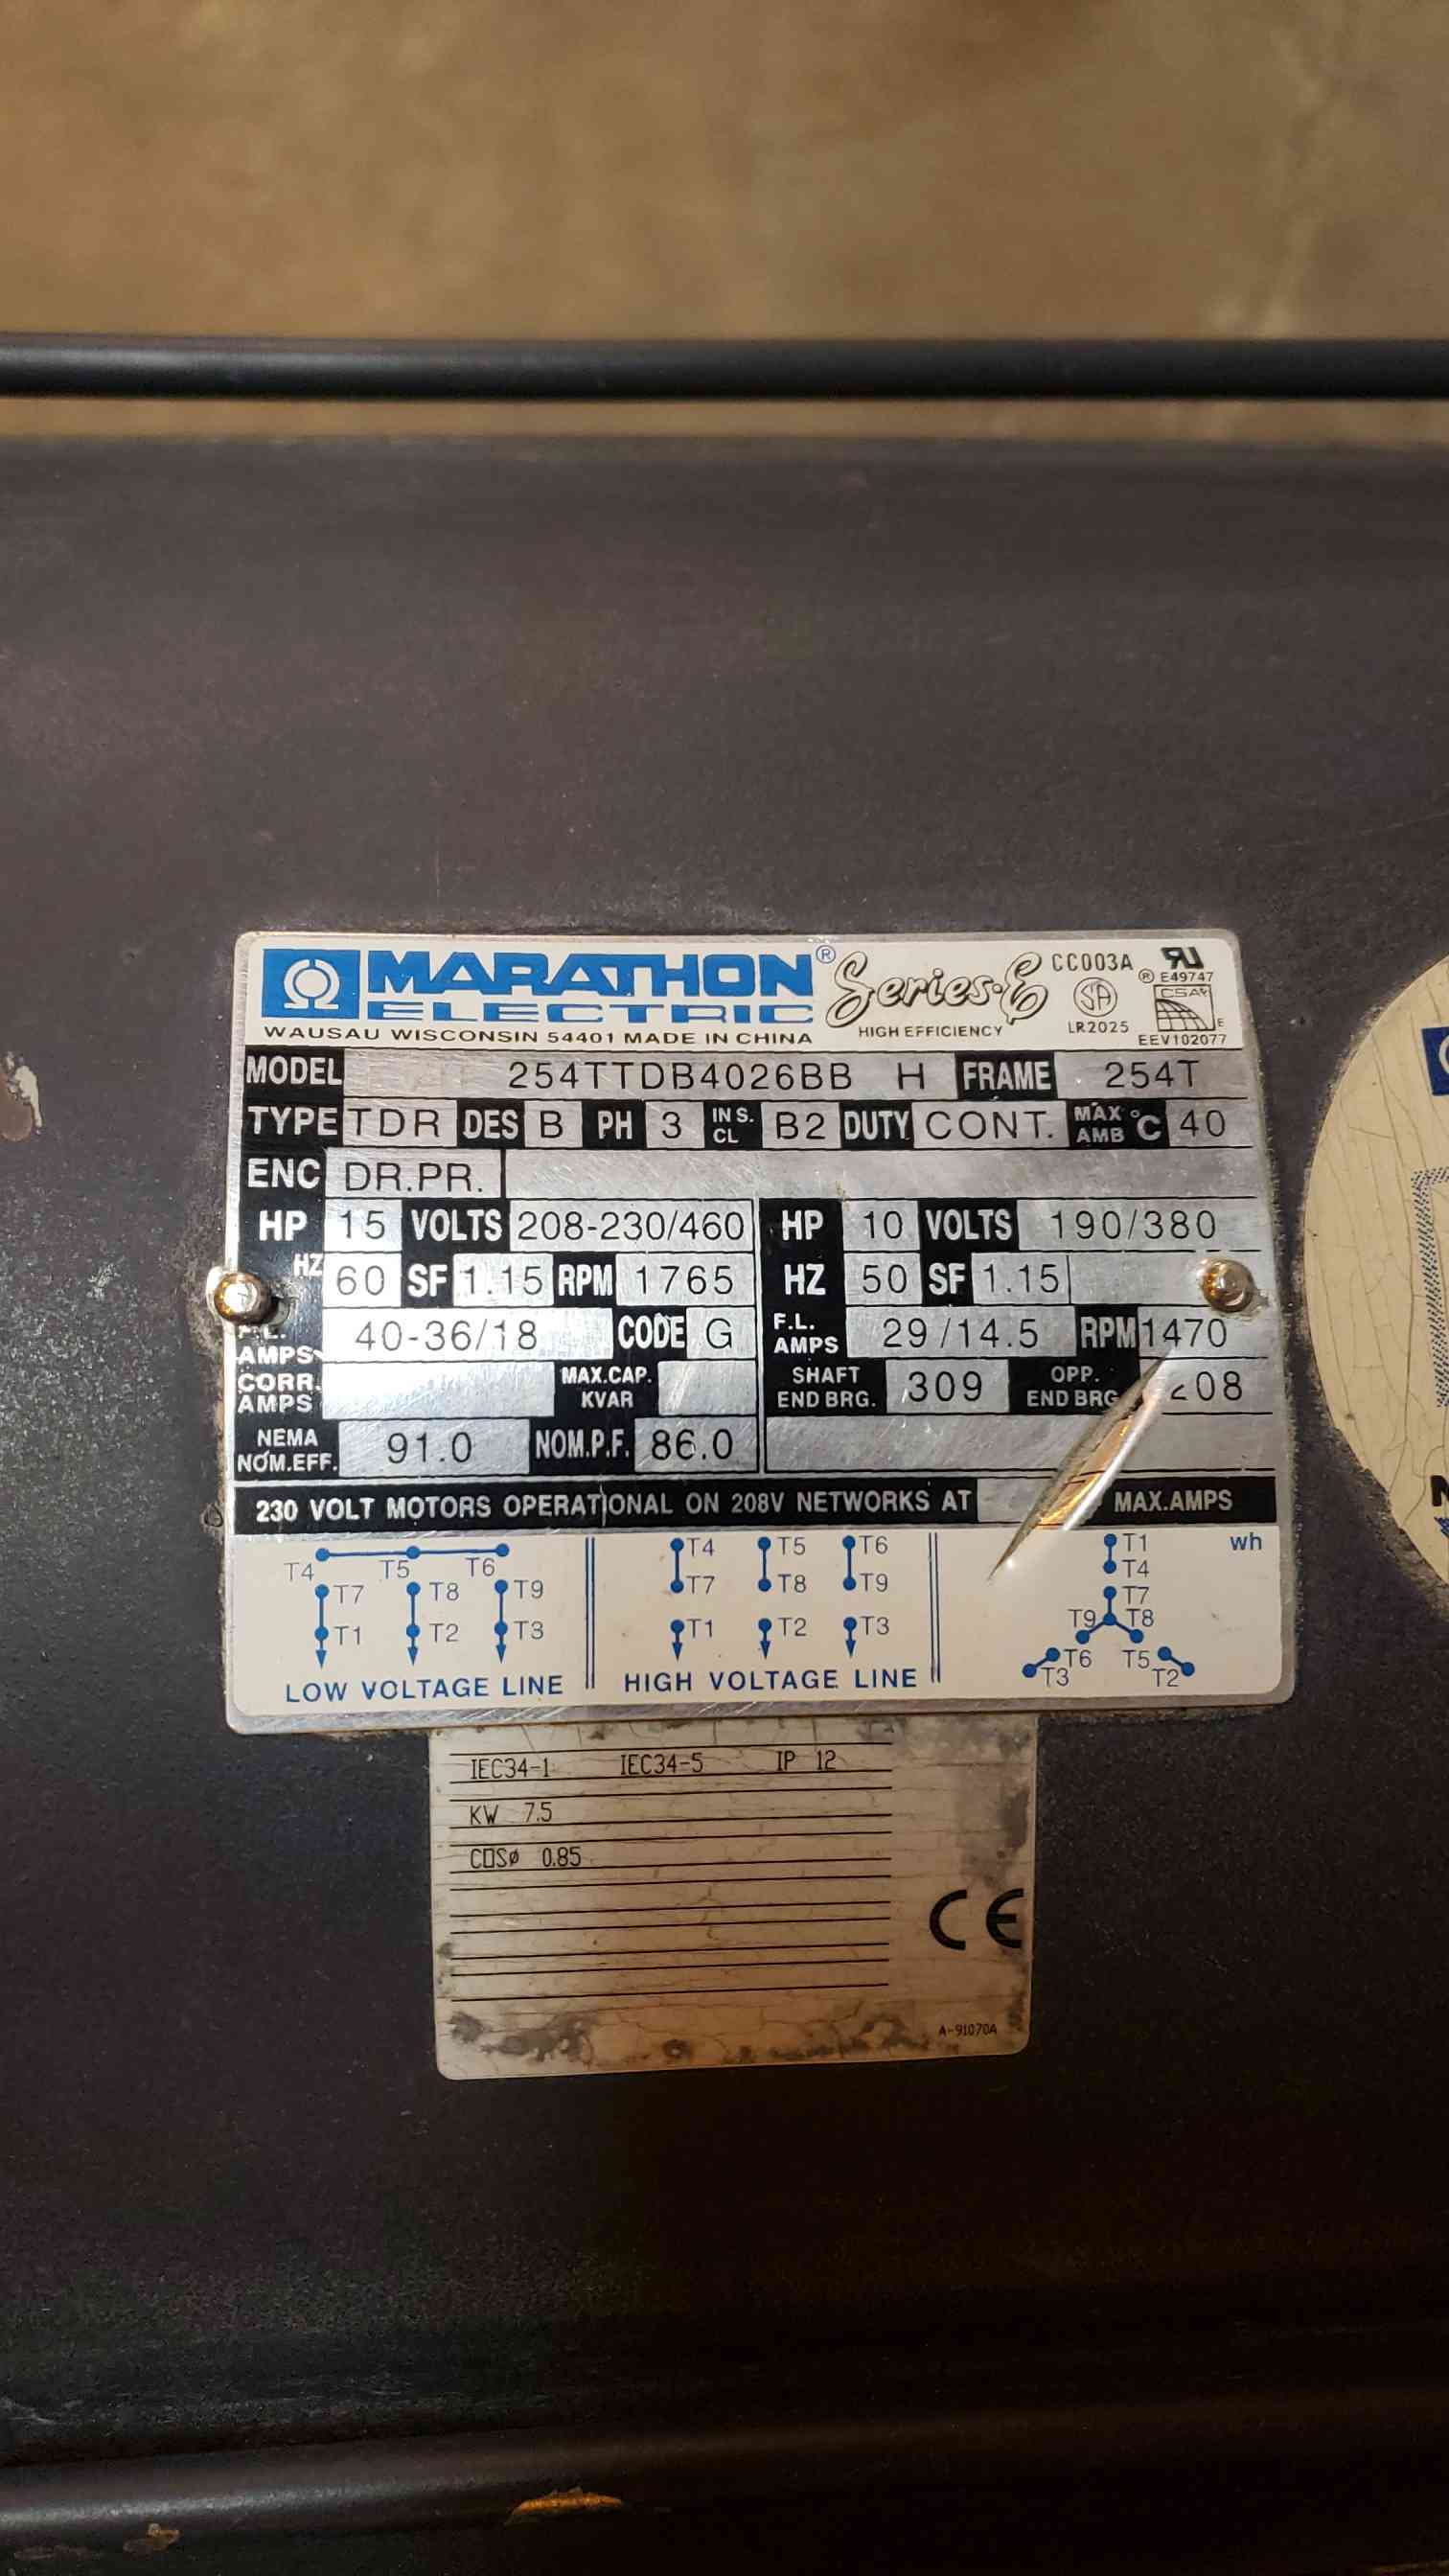 MARATHON ® Series-E CC003A
ELECTRIC HIGH EFFICIENCY SA ® E49747
WAUSAU WISCONSIN 54401 MADE IN CHINA LR2025 CSA E
EEV102077
MODEL 254TTDB4026BB H FRAME 254T
TYPE TDR DES B PH 3 INS. CL B2 DUTY CONT. MAX AMB °C 40
ENC DR.PR.
HP 15 VOLTS 208-230/460 HP 10 VOLTS 190/380
HZ 60 SF 1.15 RPM 1765 HZ 50 SF 1.15
F.L. AMPS 40-36/18 CODE G F.L. AMPS 29/14.5 RPM 1470
CORR. AMPS MAX.CAP. KVAR SHAFT END BRG. 309 OPP. END BRG 208
NEMA NOM.EFF. 91.0 NOM.P.F. 86.0
230 VOLT MOTORS OPERATIONAL ON 208V NETWORKS AT MAX.AMPS
T4 T5 T6 T4 T5 T6 T1 wh
T7 T8 T9 T7 T8 T9 T4
T7
T1 T2 T3 T1 T2 T3 T9 T8
T6 T5
T3 T2
LOW VOLTAGE LINE HIGH VOLTAGE LINE
IEC34-1 IEC34-5 IP 12
KW 7.5
COSø 0.85
CE
A-91070A